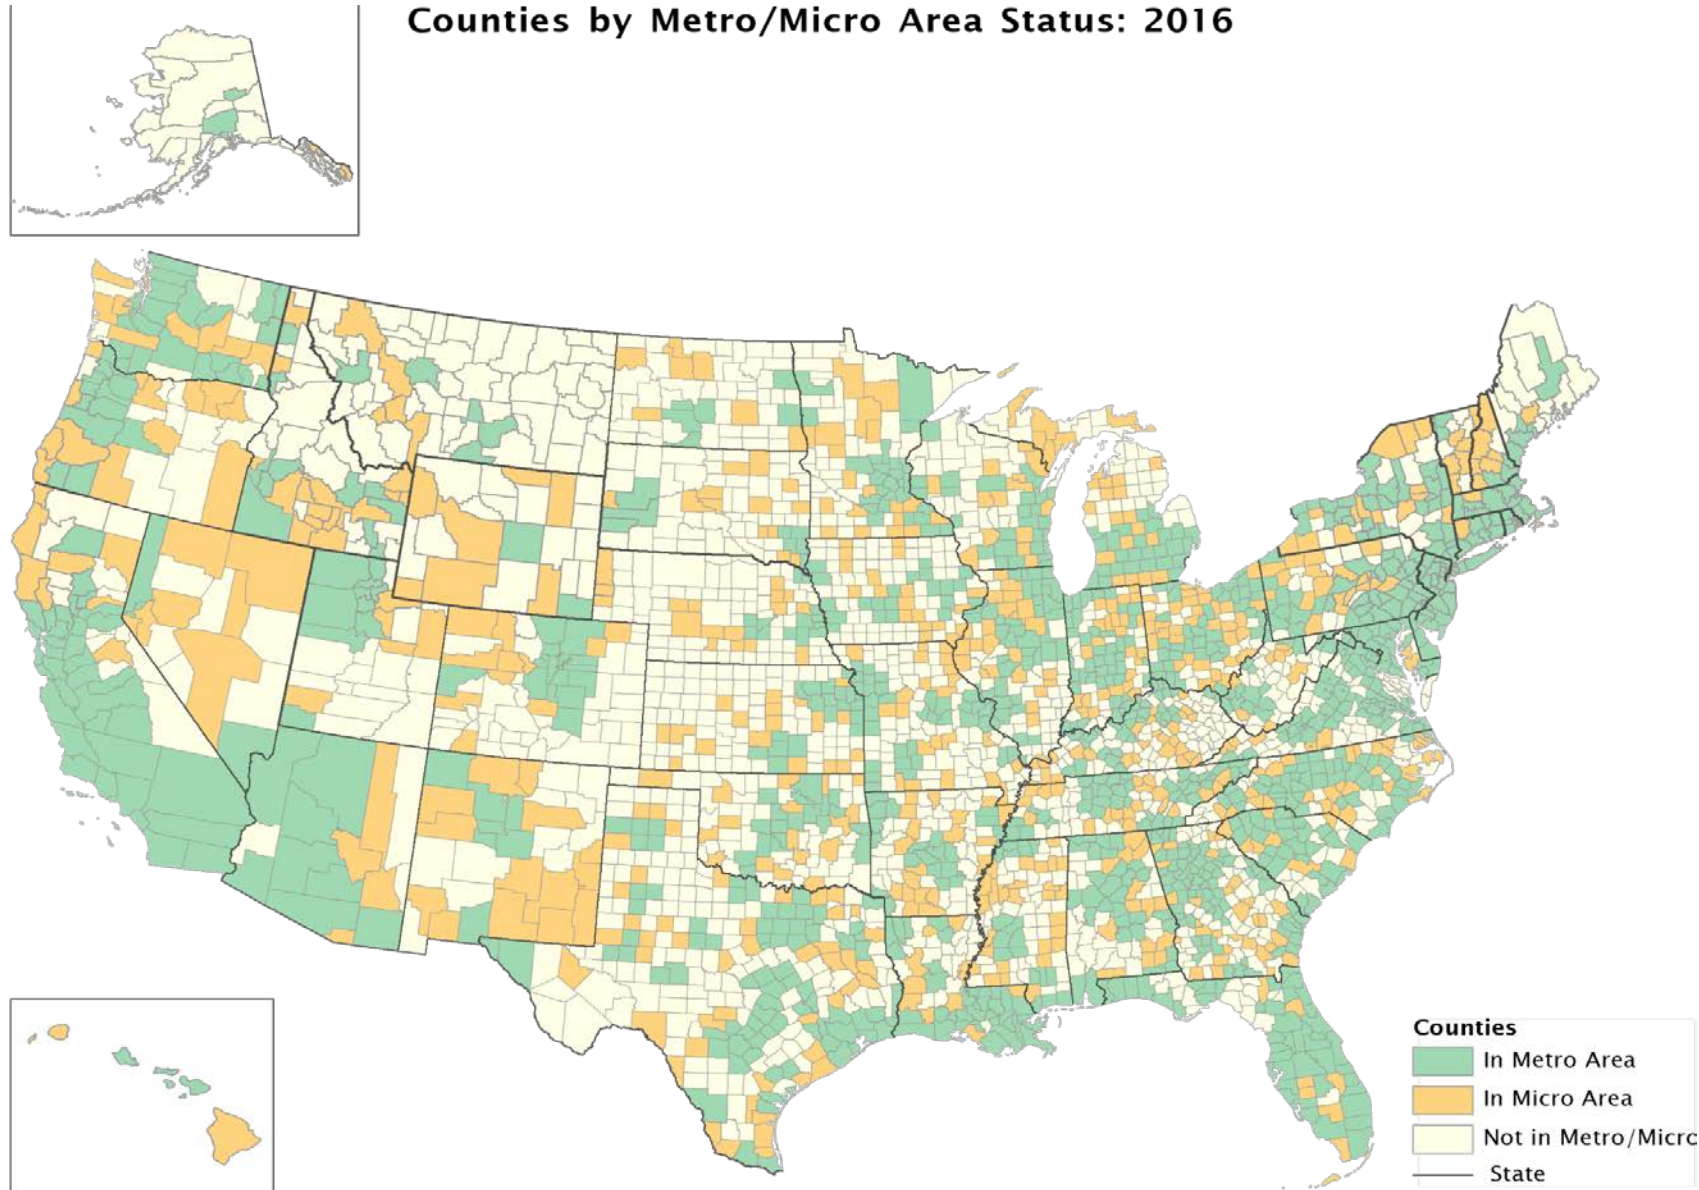 Counties by Metro/Micro Area Status: 2016
Counties
In Metro Area
In Micro Area
Not in Metro/Micro
State